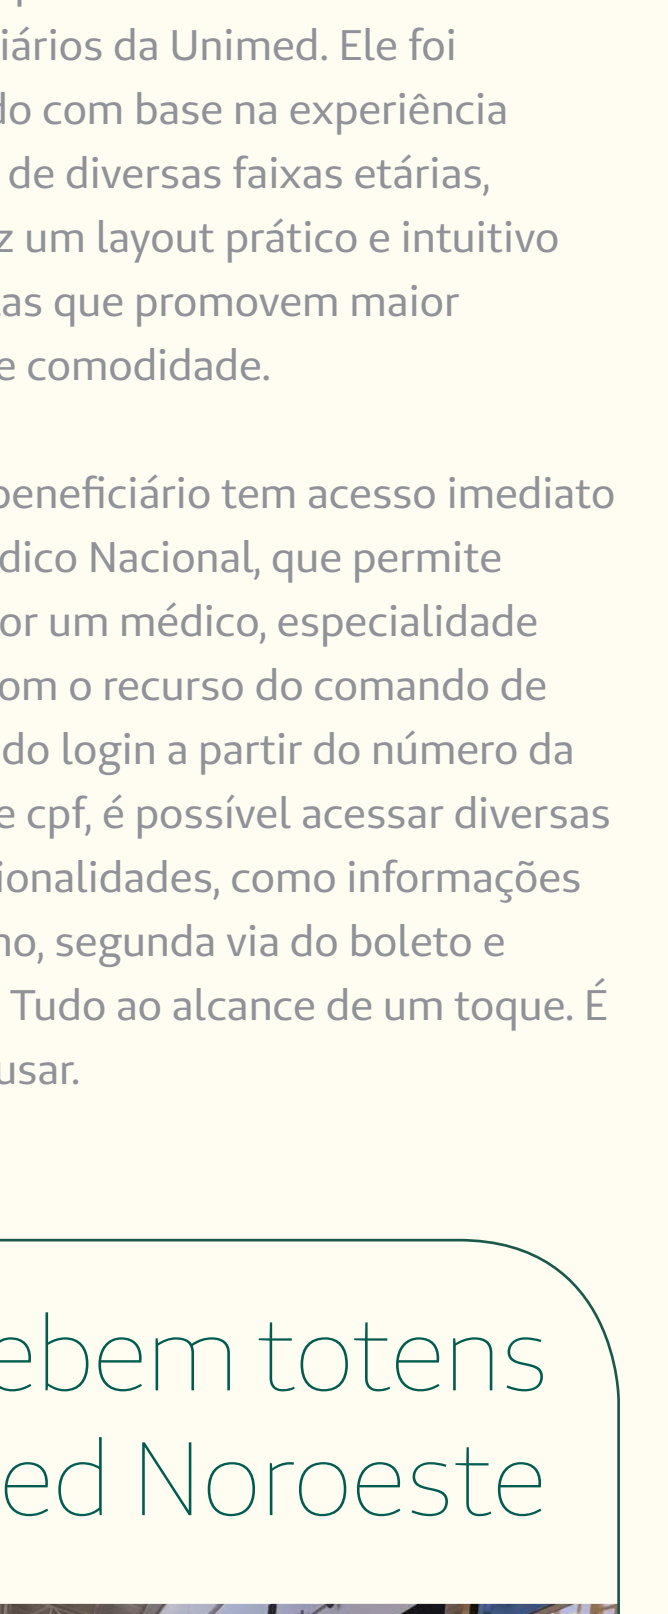 iários da Unimed. Ele foi
do com base na experiência
de diversas faixas etárias,
z um layout prático e intuitivo
as que promovem maior
e comodidade.
beneficiário tem acesso imediato
dico Nacional, que permite
or um médico, especialidade
om o recurso do comando de
do login a partir do número da
e cpf, é possível acessar diversas
ionalidades, como informações
no, segunda via do boleto e
Tudo ao alcance de um toque. É
usar.
ebem totens
ed Noroeste